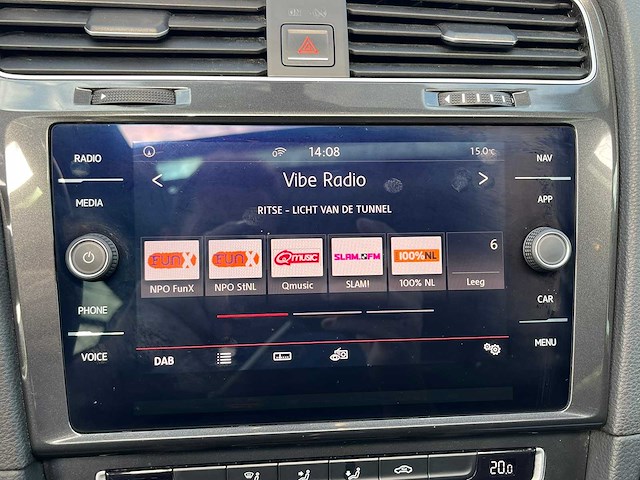 RADIO
MEDIA
PHONE
VOICE
14:08
15.0°C
< Vibe Radio >
RITSE - LICHT VAN DE TUNNEL
FUNX FUNX Qmusic SLAM.FM 100%NL 6
NPO FunX NPO StNL Qmusic SLAM! 100% NL Leeg
DAB
NAV
APP
CAR
MENU
20.0